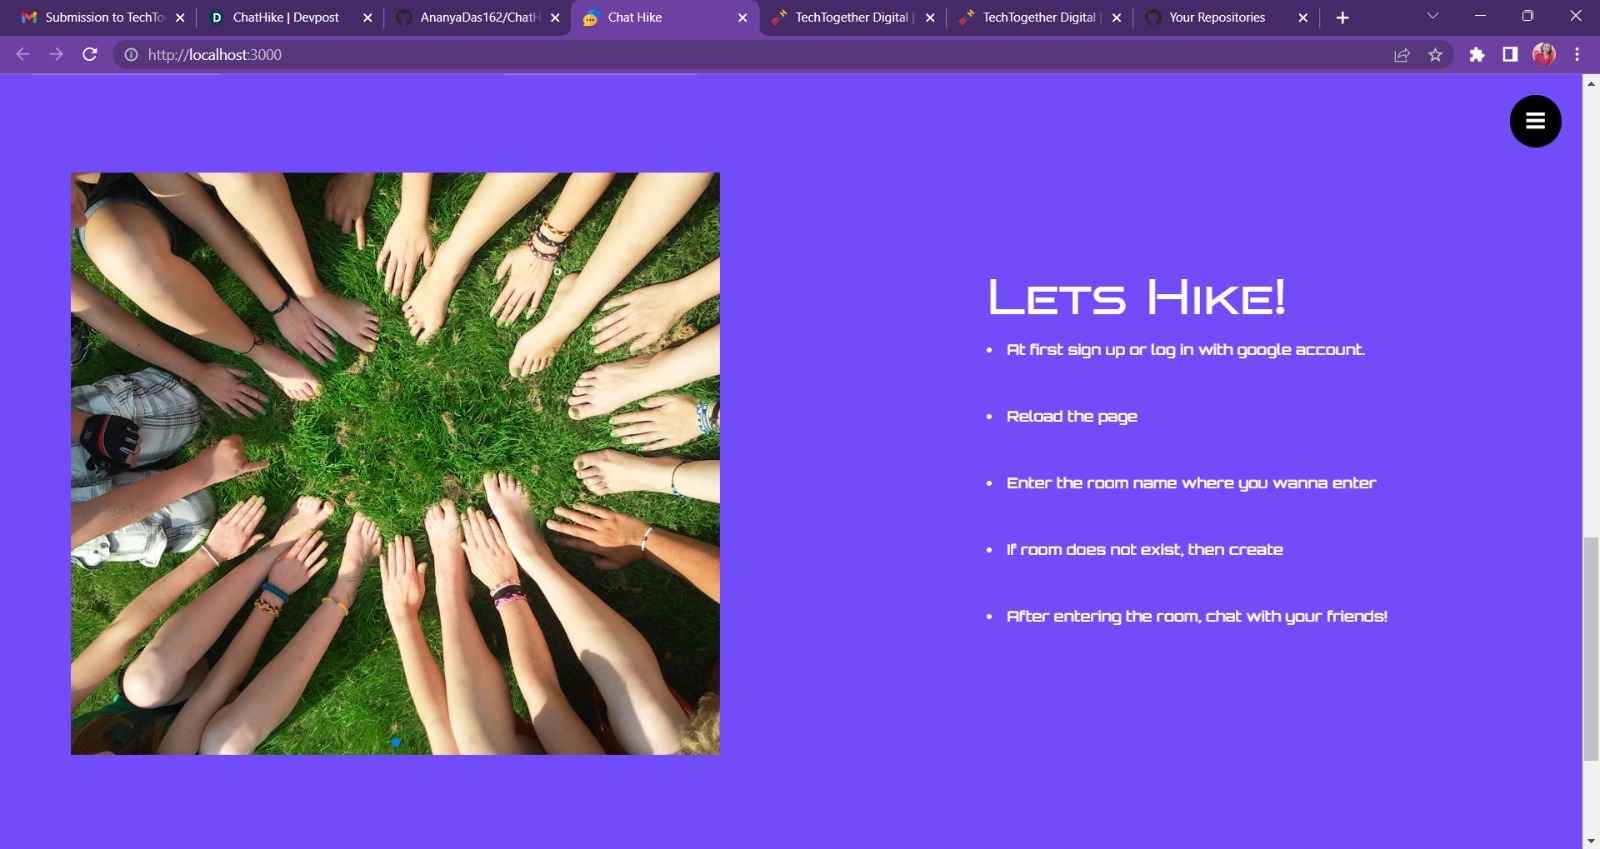 Submission to TechTo
ChatHike | Devpost
AnanyaDas162/ChatH
Chat Hike
TechTogether Digital |
TechTogether Digital |
Your Repositories
http://localhost:3000
Lets Hike!
• At first sign up or log in with google account.
• Reload the page
• Enter the room name where you wanna enter
• If room does not exist, then create
• After entering the room, chat with your friends!